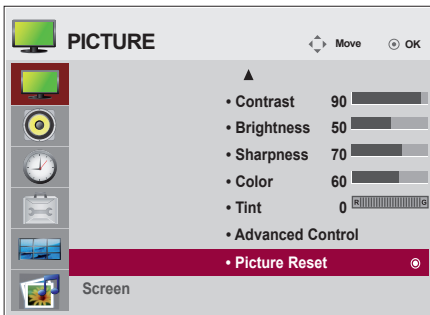 PICTURE
Move
OK
• Contrast 90
• Brightness 50
• Sharpness 70
• Color 60
• Tint 0 R G
• Advanced Control
• Picture Reset
Screen